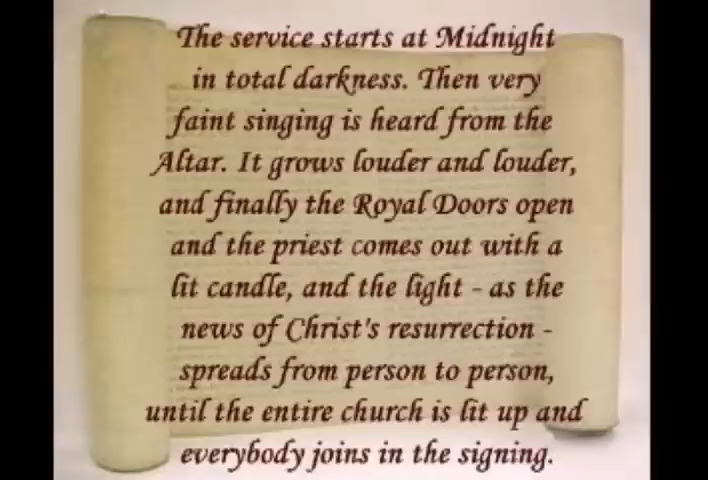 The service starts at Midnight
in total darkness. Then very
faint singing is heard from the
Altar. It grows louder and louder,
and finally the Royal Doors open
and the priest comes out with a
lit candle, and the light - as the
news of Christ's resurrection -
spreads from person to person,
until the entire church is lit up and
everybody joins in the signing.